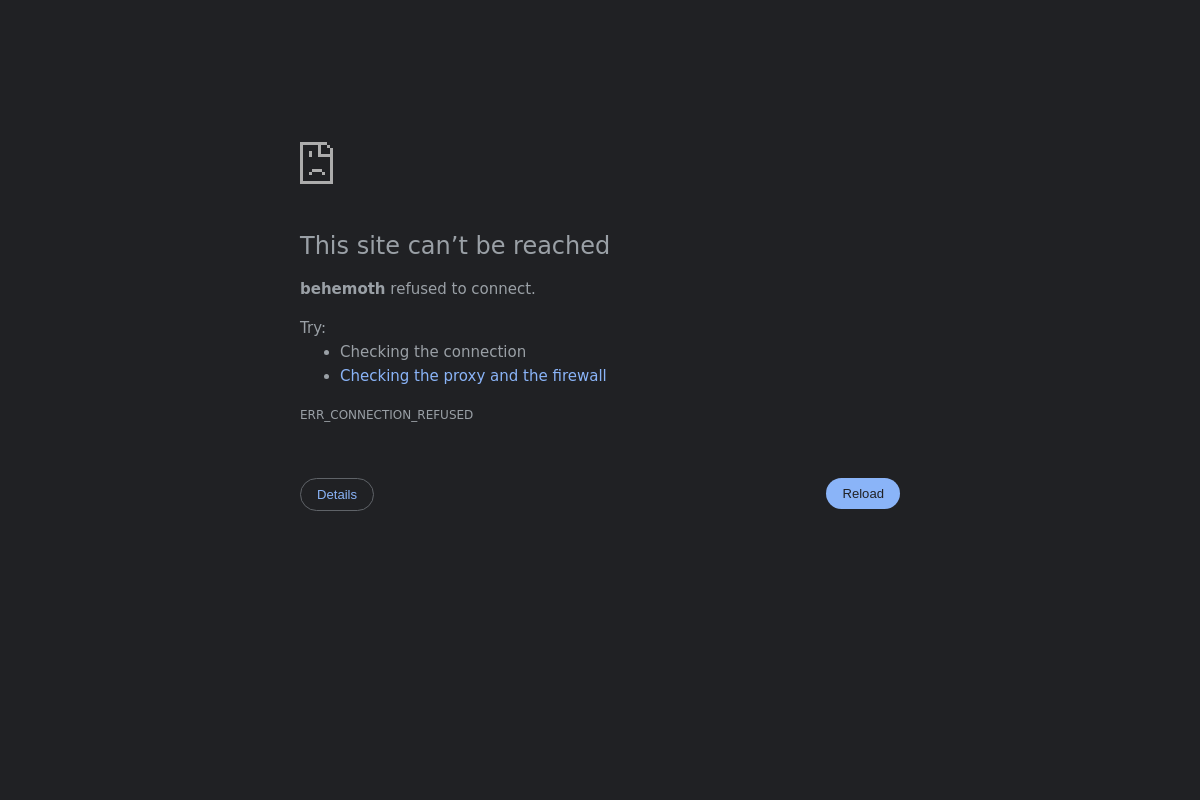 This site can’t be reached
behemoth refused to connect.
Try:
Checking the connection
Checking the proxy and the firewall
ERR_CONNECTION_REFUSED
Details
Reload